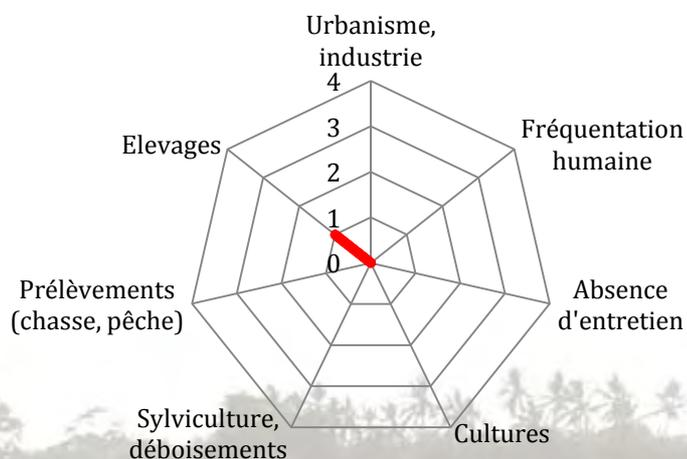 Urbanisme,
industrie
4
3
2
1
0
Fréquentation
humaine
Absence
d'entretien
Cultures
Sylviculture,
déboisements
Prélèvements
(chasse, pêche)
Elevages